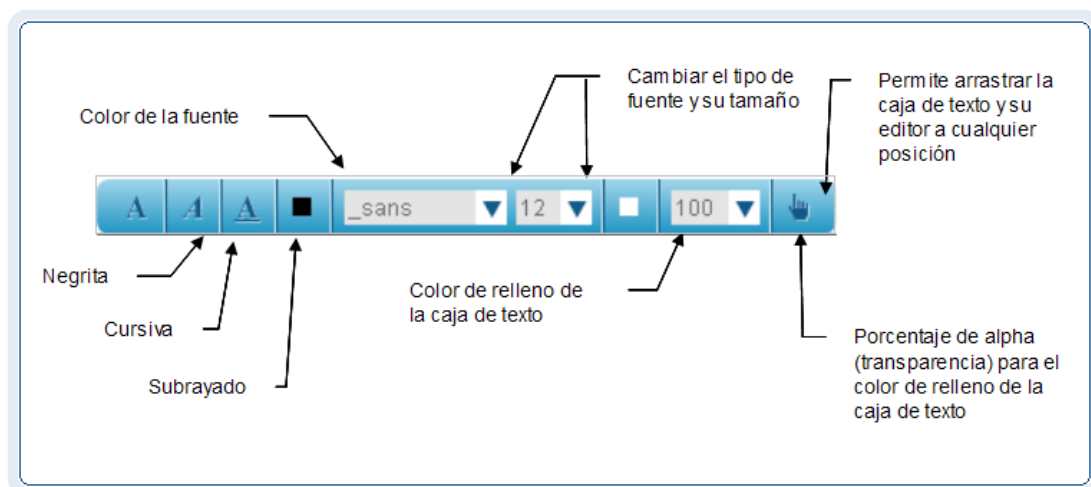 Color de la fuente
Cambiar el tipo de
fuente y su tamaño
Permite arrastrar la
caja de texto y su
editor a cualquier
posición
A A A _sans 12 100
Negrita
Cursiva
Subrayado
Color de relleno de
la caja de texto
Porcentaje de alpha
(transparencia) para el
color de relleno de la
caja de texto